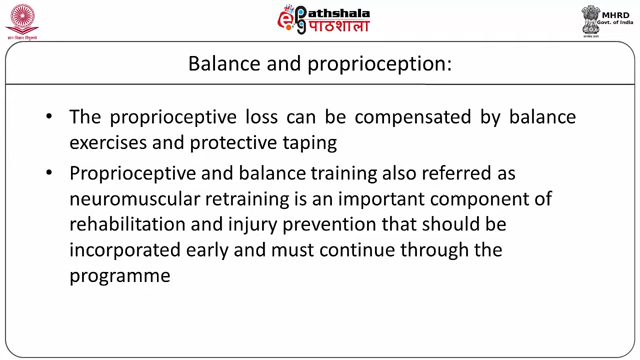 Pathshala
पाठशाला
MHRD
Govt. of India
Balance and proprioception:
• The proprioceptive loss can be compensated by balance
exercises and protective taping
• Proprioceptive and balance training also referred as
neuromuscular retraining is an important component of
rehabilitation and injury prevention that should be
incorporated early and must continue through the
programme